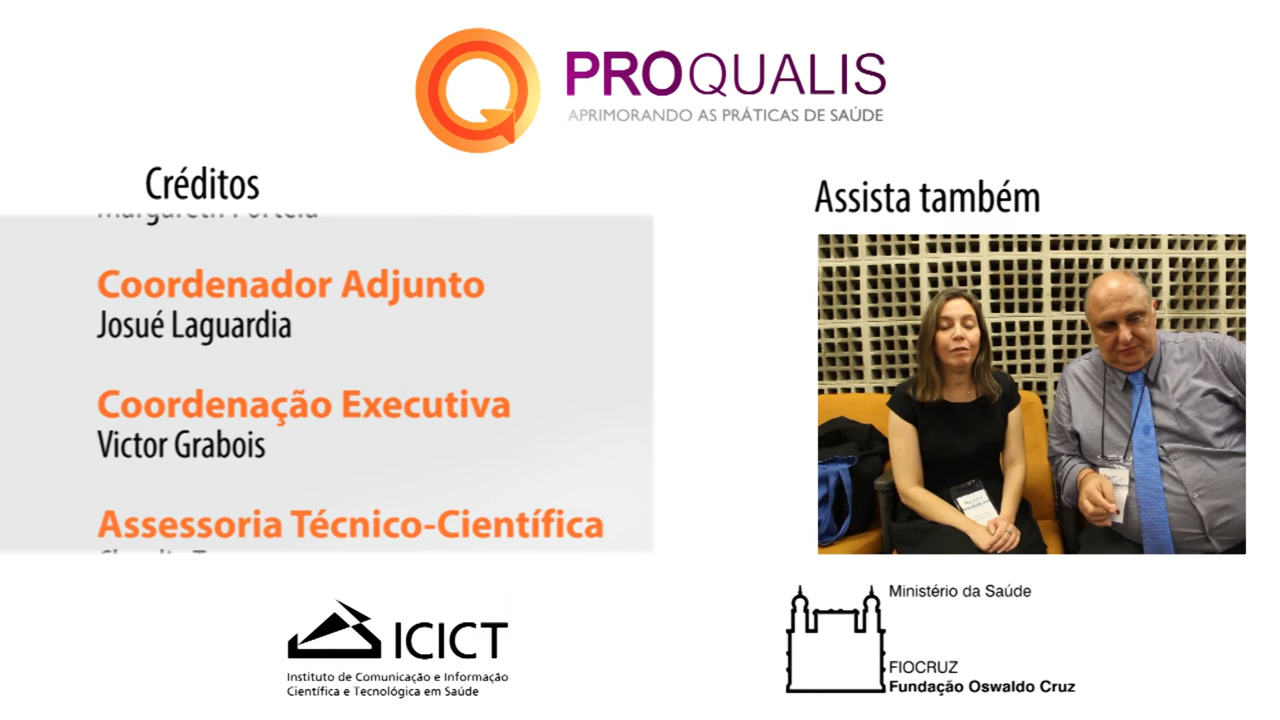 PROQUALIS
APRIMORANDO AS PRÁTICAS DE SAÚDE
Créditos
Coordenador Adjunto
Josué Laguardia
Coordenação Executiva
Victor Grabois
Assessoria Técnico-Científica
Assista também
ICICT
Instituto de Comunicação e Informação
Científica e Tecnológica em Saúde
Ministério da Saúde
FIOCRUZ
Fundação Oswaldo Cruz